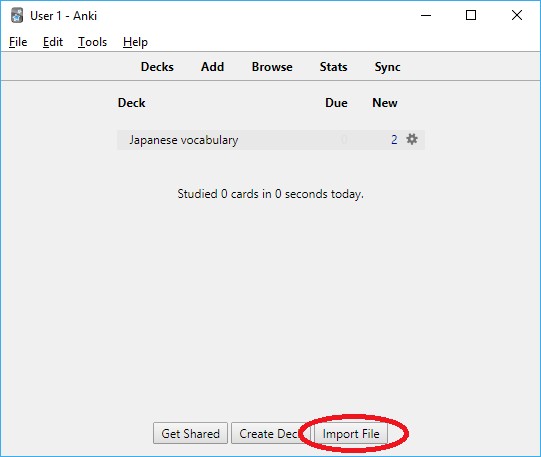 User 1 - Anki
File Edit Tools Help
Decks Add Browse Stats Sync
Deck Due New
Japanese vocabulary 0 2
Studied 0 cards in 0 seconds today.
Get Shared Create Dec Import File